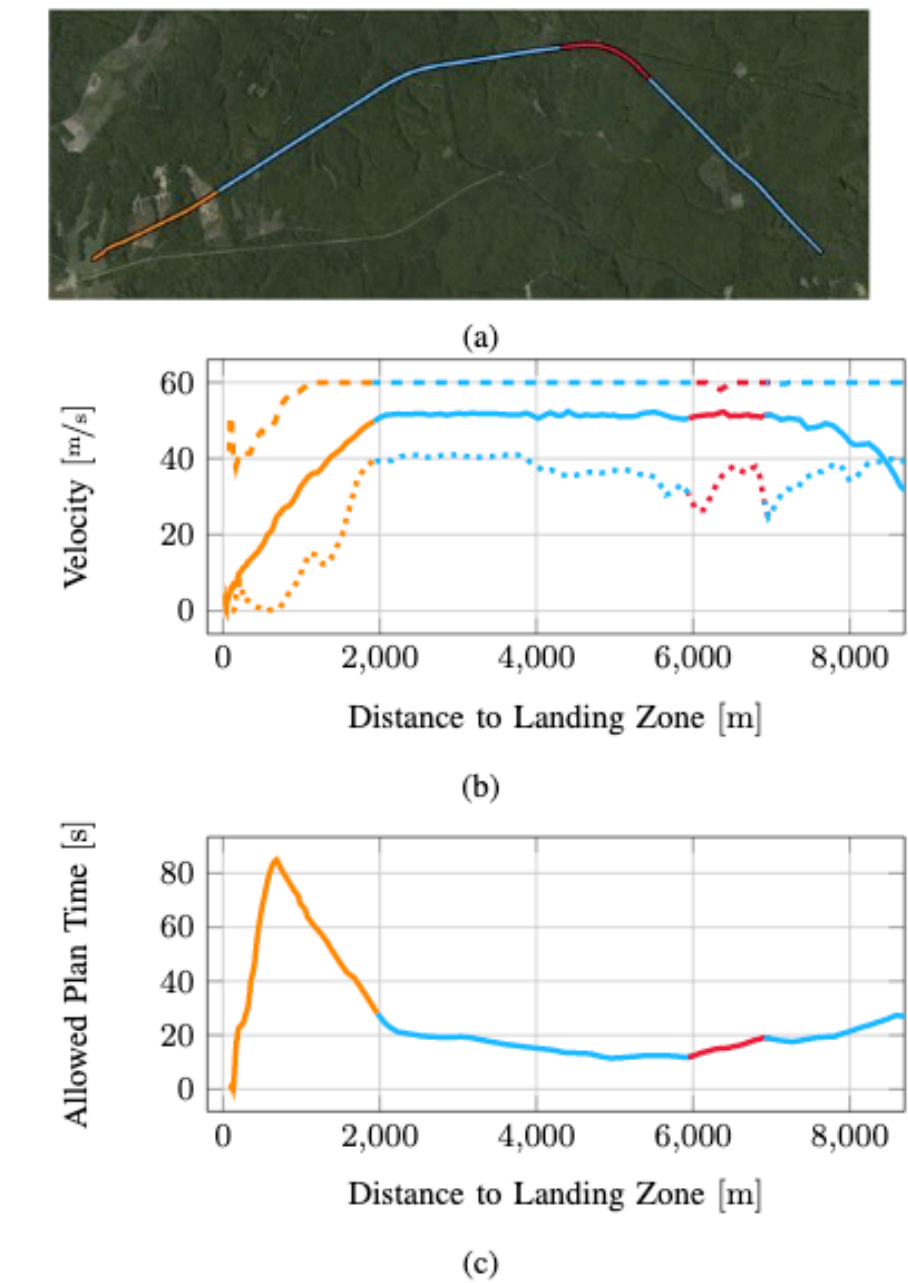 (a)
Velocity [m/s]
60
40
20
0
0 2,000 4,000 6,000 8,000
Distance to Landing Zone [m]
(b)
Allowed Plan Time [s]
80
60
40
20
0
0 2,000 4,000 6,000 8,000
Distance to Landing Zone [m]
(c)